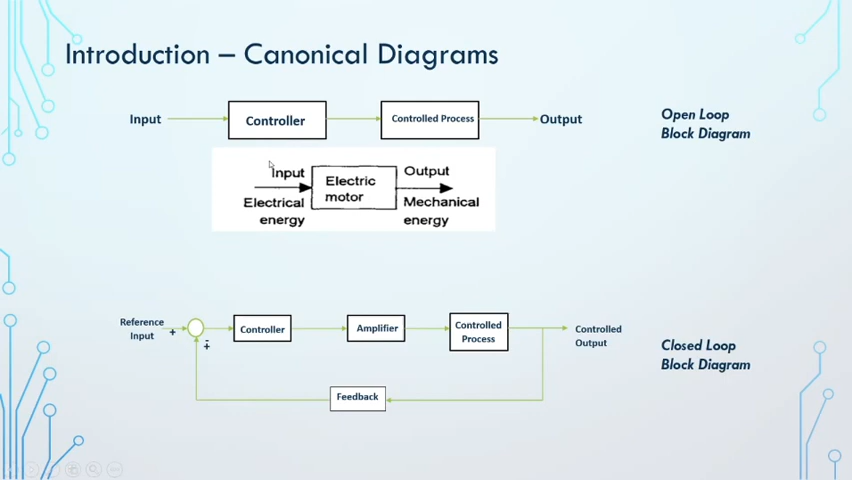 Introduction – Canonical Diagrams
Input
Controller
Controlled Process
Output
Open Loop
Block Diagram
Input
Electrical
energy
Electric
motor
Output
Mechanical
energy
Reference
Input
+
-
+
Controller
Amplifier
Controlled
Process
Controlled
Output
Feedback
Closed Loop
Block Diagram